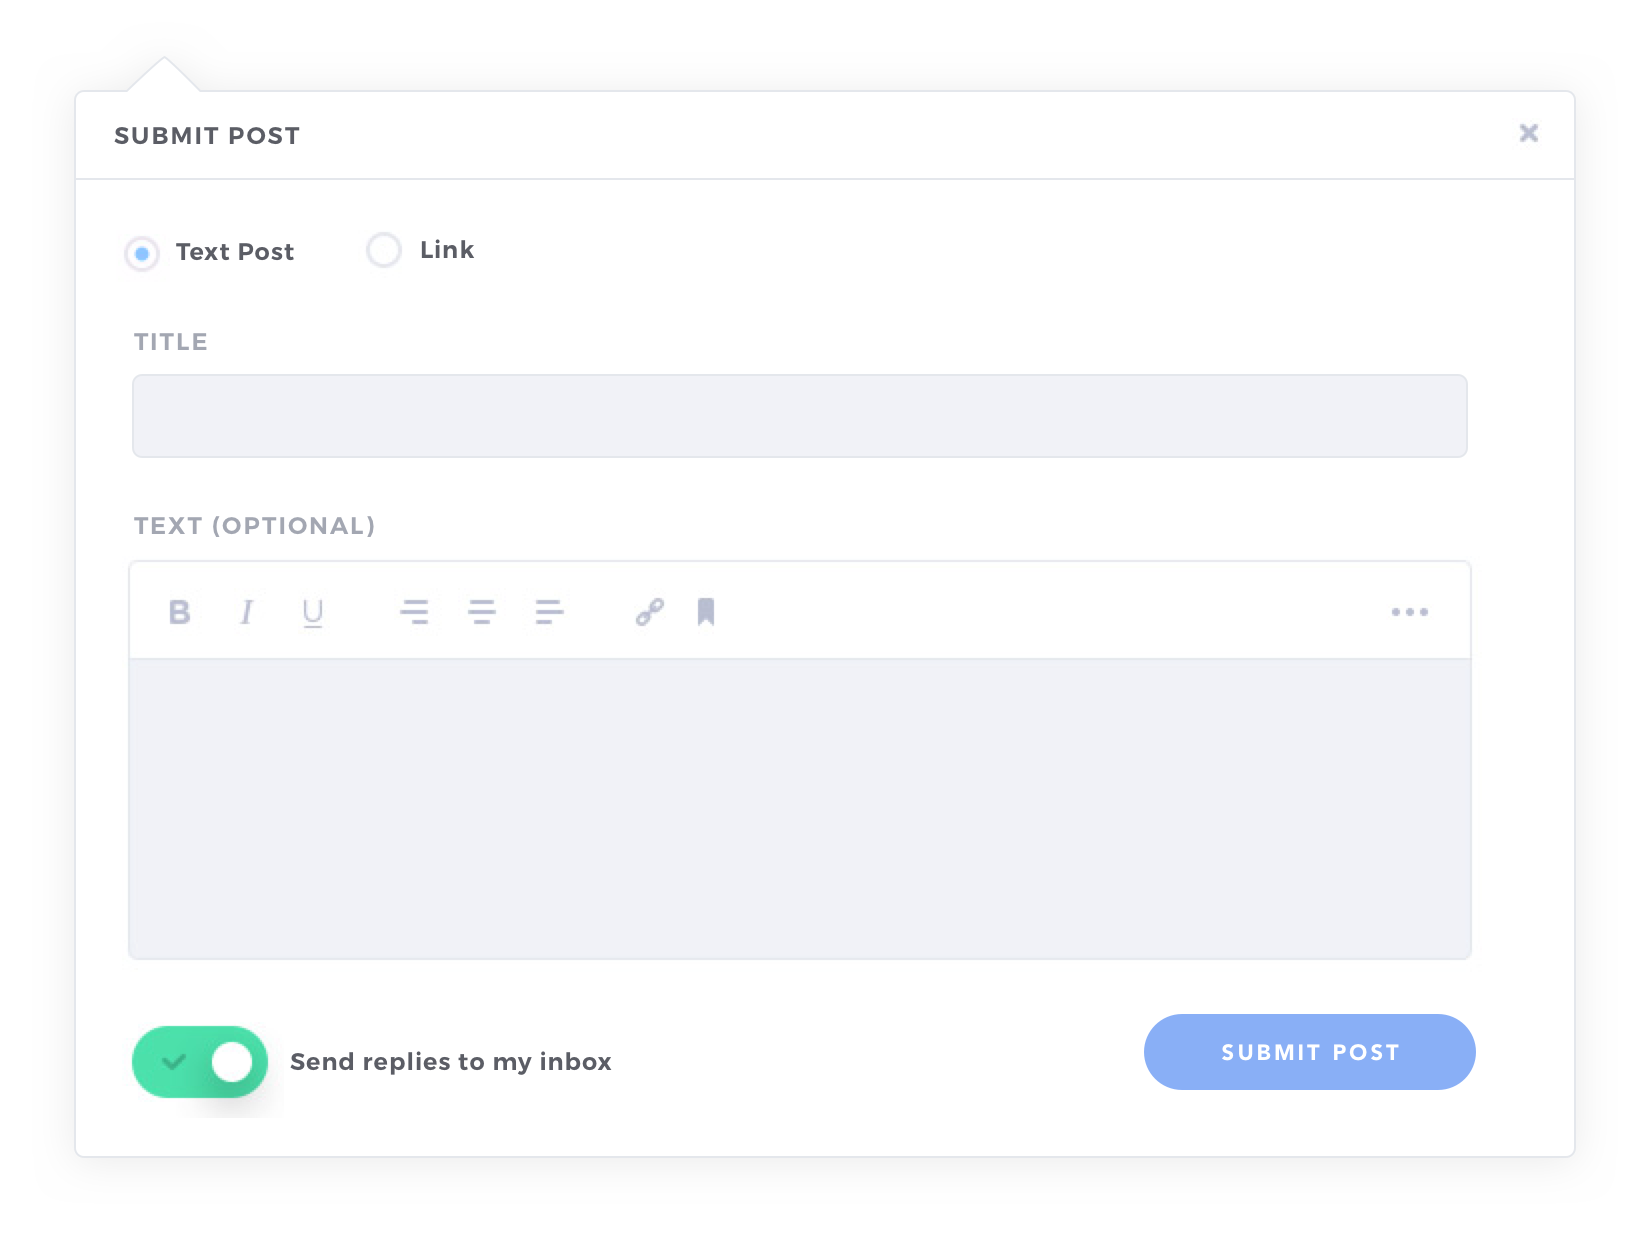 SUBMIT POST
Text Post
Link
TITLE
TEXT (OPTIONAL)
B I U
Send replies to my inbox
SUBMIT POST